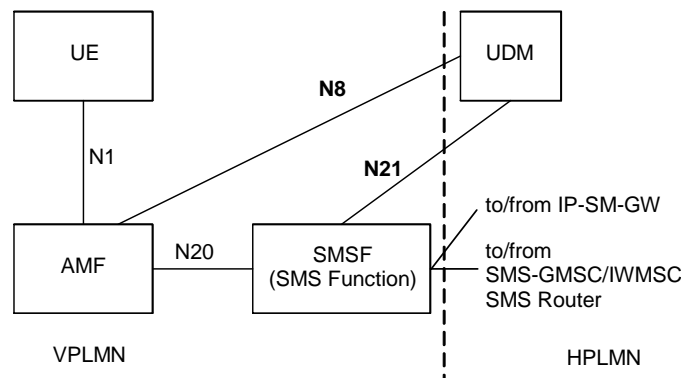 UE
UDM
N8
N1
N21
to/from IP-SM-GW
AMF
N20
SMSF
(SMS Function)
to/from
SMS-GMSC/IWMSC
SMS Router
VPLMN
HPLMN